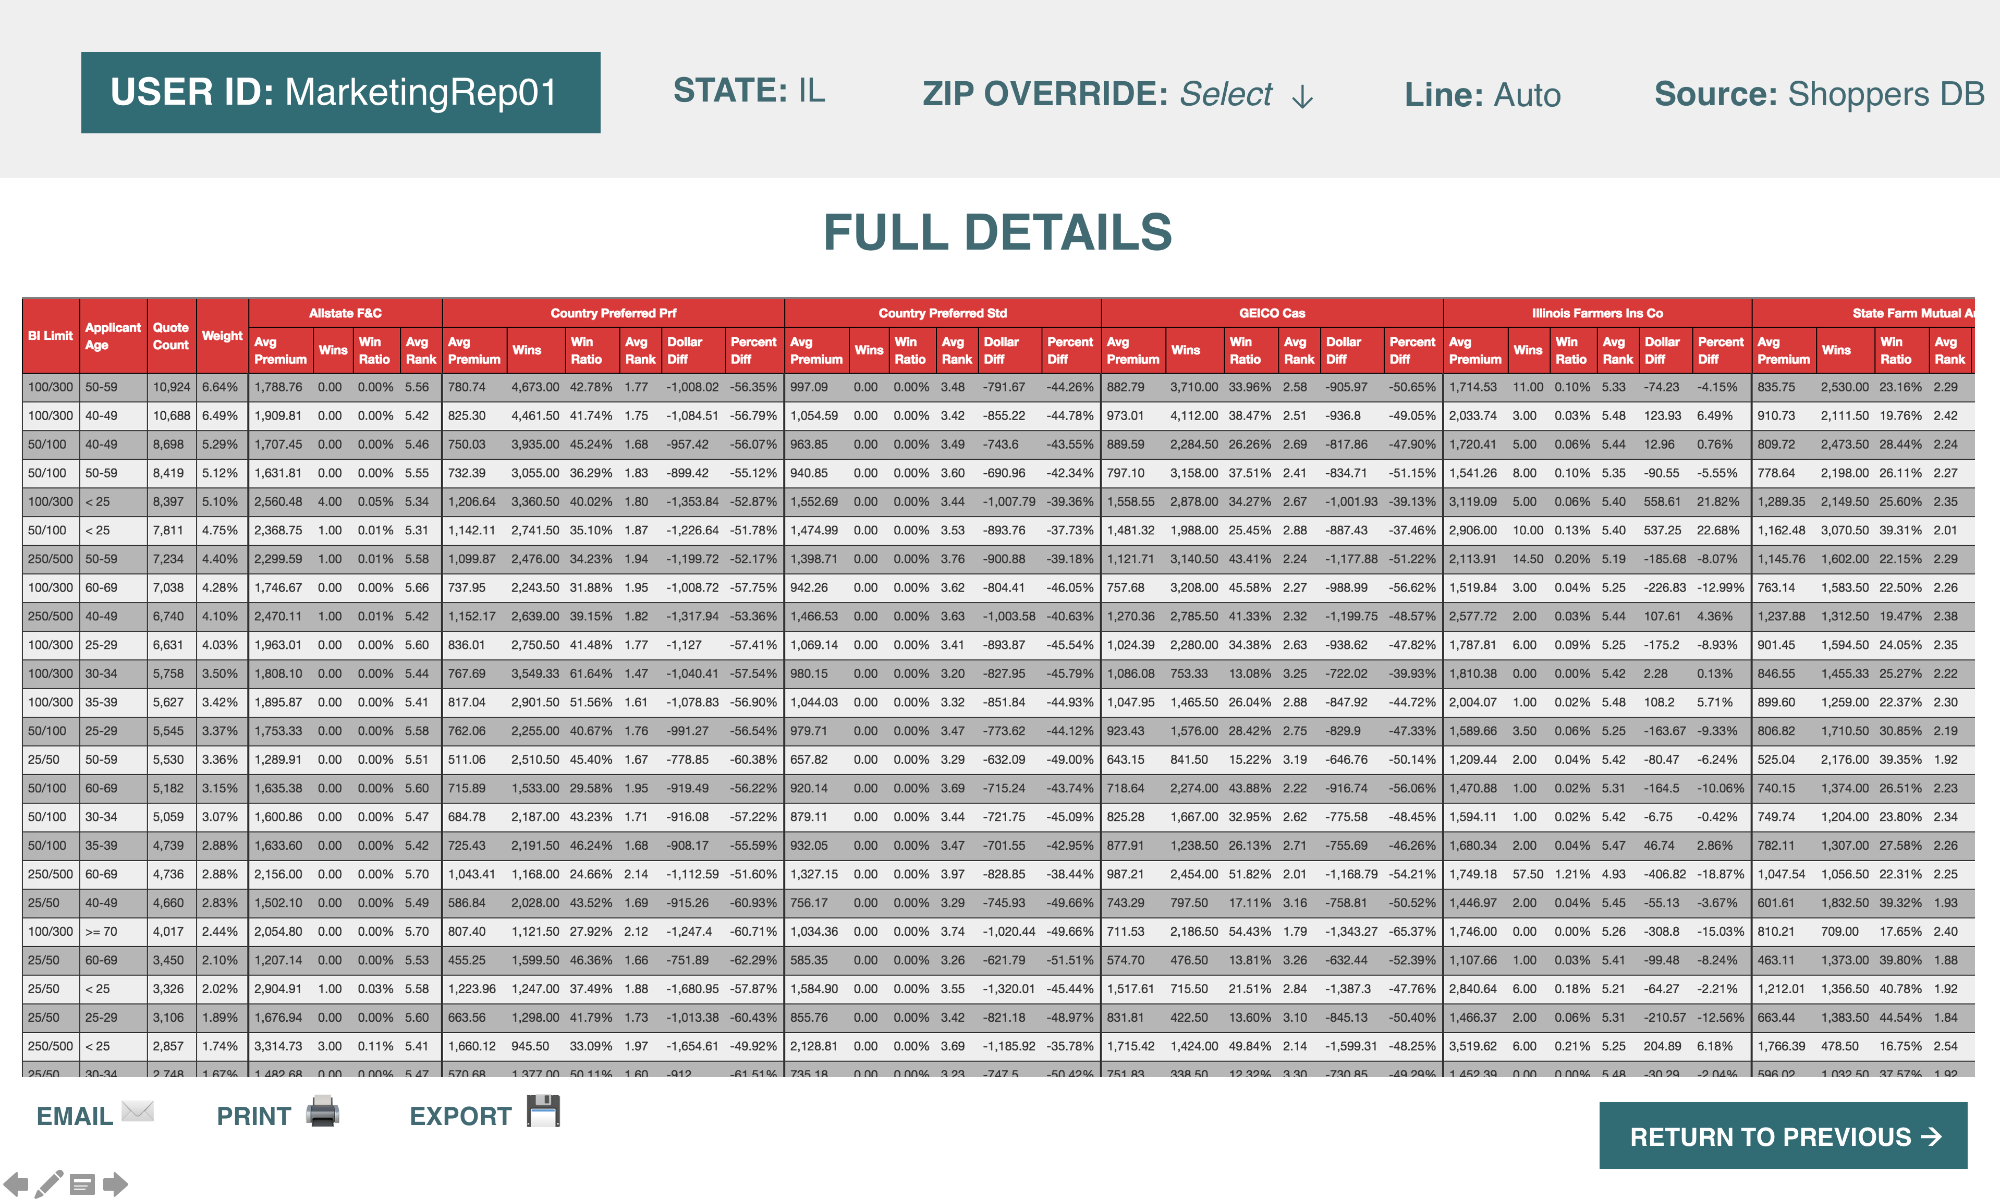 USER ID: MarketingRep01 STATE: IL ZIP OVERRIDE: Select ↓ Line: Auto Source: Shoppers DB
FULL DETAILS
Allstate F&C Country Preferred Prf Country Preferred Std GEICO Cas Illinois Farmers Ins Co State Farm Mutual
BI Limit Applicant Age Quote Count Weight Avg Premium Wins Win Ratio Avg Rank Avg Premium Wins Win Ratio Avg Rank Dollar Diff Percent Diff Avg Premium Wins Win Ratio Avg Rank Dollar Diff Percent Diff Avg Premium Wins Win Ratio Avg Rank Dollar Diff Percent Diff Avg Premium Wins Win Ratio Avg Rank Dollar Diff Percent Diff Avg Premium Wins Win Ratio Avg Rank
100/300 50-59 10,924 6.64% 1,788.76 0.00 0.00% 5.56 780.74 4,673.00 42.78% 1.77 -1,008.02 -56.35% 997.09 0.00 0.00% 3.48 -791.67 -44.26% 882.79 3,710.00 33.96% 2.58 -905.97 -50.65% 1,714.53 11.00 0.10% 5.33 -74.23 -4.15% 835.75 2,530.00 23.16% 2.29
100/300 40-49 10,688 6.49% 1,909.81 0.00 0.00% 5.42 825.30 4,461.50 41.74% 1.75 -1,084.51 -56.79% 1,054.59 0.00 0.00% 3.42 -855.22 -44.78% 973.01 4,112.00 38.47% 2.51 -936.8 -49.05% 2,033.74 3.00 0.03% 5.48 123.93 6.49% 910.73 2,111.50 19.76% 2.42
50/100 40-49 8,698 5.29% 1,707.45 0.00 0.00% 5.46 750.03 3,935.00 45.24% 1.68 -957.42 -56.07% 963.85 0.00 0.00% 3.49 -743.6 -43.55% 889.59 2,284.50 26.26% 2.69 -817.86 -47.90% 1,720.41 5.00 0.06% 5.44 12.96 0.76% 809.72 2,473.50 28.44% 2.24
50/100 50-59 8,419 5.12% 1,631.81 0.00 0.00% 5.55 732.39 3,055.00 36.29% 1.83 -899.42 -55.12% 940.85 0.00 0.00% 3.60 -690.96 -42.34% 797.10 3,158.00 37.51% 2.41 -834.71 -51.15% 1,541.26 8.00 0.10% 5.35 -90.55 -5.55% 778.64 2,198.00 26.11% 2.27
100/300 < 25 8,397 5.10% 2,560.48 4.00 0.05% 5.34 1,206.64 3,360.50 40.02% 1.80 -1,353.84 -52.87% 1,552.69 0.00 0.00% 3.44 -1,007.79 -39.36% 1,558.55 2,878.00 34.27% 2.67 -1,001.93 -39.13% 3,119.09 5.00 0.06% 5.40 558.61 21.82% 1,289.35 2,149.50 25.60% 2.35
50/100 < 25 7,811 4.75% 2,368.75 1.00 0.01% 5.31 1,142.11 2,741.50 35.10% 1.87 -1,226.64 -51.78% 1,474.99 0.00 0.00% 3.53 -893.76 -37.73% 1,481.32 1,988.00 25.45% 2.88 -887.43 -37.46% 2,906.00 10.00 0.13% 5.40 537.25 22.68% 1,162.48 3,070.50 39.31% 2.01
250/500 50-59 7,234 4.40% 2,299.59 1.00 0.01% 5.58 1,099.87 2,476.00 34.23% 1.94 -1,199.72 -52.17% 1,398.71 0.00 0.00% 3.76 -900.88 -39.18% 1,121.71 3,140.50 43.41% 2.24 -1,177.88 -51.22% 2,113.91 14.50 0.20% 5.19 -185.68 -8.07% 1,145.76 1,602.00 22.15% 2.29
100/300 60-69 7,038 4.28% 1,746.67 0.00 0.00% 5.66 737.95 2,243.50 31.88% 1.95 -1,008.72 -57.75% 942.26 0.00 0.00% 3.62 -804.41 -46.05% 757.68 3,208.00 45.58% 2.27 -988.99 -56.62% 1,519.84 3.00 0.04% 5.25 -226.83 -12.99% 763.14 1,583.50 22.50% 2.26
250/500 40-49 6,740 4.10% 2,470.11 1.00 0.01% 5.42 1,152.17 2,639.00 39.15% 1.82 -1,317.94 -53.36% 1,466.53 0.00 0.00% 3.63 -1,003.58 -40.63% 1,270.36 2,785.50 41.33% 2.32 -1,199.75 -48.57% 2,577.72 2.00 0.03% 5.44 107.61 4.36% 1,237.88 1,312.50 19.47% 2.38
100/300 25-29 6,631 4.03% 1,963.01 0.00 0.00% 5.60 836.01 2,750.50 41.48% 1.77 -1,127 -57.41% 1,069.14 0.00 0.00% 3.41 -893.87 -45.54% 1,024.39 2,280.00 34.38% 2.63 -938.62 -47.82% 1,787.81 6.00 0.09% 5.25 -175.2 -8.93% 901.45 1,594.50 24.05% 2.35
100/300 30-34 5,758 3.50% 1,808.10 0.00 0.00% 5.44 767.69 3,549.33 61.64% 1.47 -1,040.41 -57.54% 980.15 0.00 0.00% 3.20 -827.95 -45.79% 1,086.08 753.33 13.08% 3.25 -722.02 -39.93% 1,810.38 0.00 0.00% 5.42 2.28 0.13% 846.55 1,455.33 25.27% 2.22
100/300 35-39 5,627 3.42% 1,895.87 0.00 0.00% 5.41 817.04 2,901.50 51.56% 1.61 -1,078.83 -56.90% 1,044.03 0.00 0.00% 3.32 -851.84 -44.93% 1,047.95 1,465.50 26.04% 2.88 -847.92 -44.72% 2,004.07 1.00 0.02% 5.48 108.2 5.71% 899.60 1,259.00 22.37% 2.30
50/100 25-29 5,545 3.37% 1,753.33 0.00 0.00% 5.58 762.06 2,255.00 40.67% 1.76 -991.27 -56.54% 979.71 0.00 0.00% 3.47 -773.62 -44.12% 923.43 1,576.00 28.42% 2.75 -829.9 -47.33% 1,589.66 3.50 0.06% 5.25 -163.67 -9.33% 806.82 1,710.50 30.85% 2.19
25/50 50-59 5,530 3.36% 1,289.91 0.00 0.00% 5.51 511.06 2,510.50 45.40% 1.67 -778.85 -60.38% 657.82 0.00 0.00% 3.29 -632.09 -49.00% 643.15 841.50 15.22% 3.19 -646.76 -50.14% 1,209.44 2.00 0.04% 5.42 -80.47 -6.24% 525.04 2,176.00 39.35% 1.92
50/100 60-69 5,182 3.15% 1,635.38 0.00 0.00% 5.60 715.89 1,533.00 29.58% 1.95 -919.49 -56.22% 920.14 0.00 0.00% 3.69 -715.24 -43.74% 718.64 2,274.00 43.88% 2.22 -916.74 -56.06% 1,470.88 1.00 0.02% 5.31 -164.5 -10.06% 740.15 1,374.00 26.51% 2.23
50/100 30-34 5,059 3.07% 1,600.86 0.00 0.00% 5.47 684.78 2,187.00 43.23% 1.71 -916.08 -57.22% 879.11 0.00 0.00% 3.44 -721.75 -45.09% 825.28 1,667.00 32.95% 2.62 -775.58 -48.45% 1,594.11 1.00 0.02% 5.42 -6.75 -0.42% 749.74 1,204.00 23.80% 2.34
50/100 35-39 4,739 2.88% 1,633.60 0.00 0.00% 5.42 725.43 2,191.50 46.24% 1.68 -908.17 -55.59% 932.05 0.00 0.00% 3.47 -701.55 -42.95% 877.91 1,238.50 26.13% 2.71 -755.69 -46.26% 1,680.34 2.00 0.04% 5.47 46.74 2.86% 782.11 1,307.00 27.58% 2.26
250/500 60-69 4,736 2.88% 2,156.00 0.00 0.00% 5.70 1,043.41 1,168.00 24.66% 2.14 -1,112.59 -51.60% 1,327.15 0.00 0.00% 3.97 -828.85 -38.44% 987.21 2,454.00 51.82% 2.01 -1,168.79 -54.21% 1,749.18 57.50 1.21% 4.93 -406.82 -18.87% 1,047.54 1,056.50 22.31% 2.25
25/50 40-49 4,660 2.83% 1,502.10 0.00 0.00% 5.49 586.84 2,028.00 43.52% 1.69 -915.26 -60.93% 756.17 0.00 0.00% 3.29 -745.93 -49.66% 743.29 797.50 17.11% 3.16 -758.81 -50.52% 1,446.97 2.00 0.04% 5.45 -55.13 -3.67% 601.61 1,832.50 39.32% 1.93
100/300 >= 70 4,017 2.44% 2,054.80 0.00 0.00% 5.70 807.40 1,121.50 27.92% 2.12 -1,247.4 -60.71% 1,034.36 0.00 0.00% 3.74 -1,020.44 -49.66% 711.53 2,186.50 54.43% 1.79 -1,343.27 -65.37% 1,746.00 0.00 0.00% 5.26 -308.8 -15.03% 810.21 709.00 17.65% 2.40
25/50 60-69 3,450 2.10% 1,207.14 0.00 0.00% 5.53 455.25 1,599.50 46.36% 1.66 -751.89 -62.29% 585.35 0.00 0.00% 3.26 -621.79 -51.51% 574.70 476.50 13.81% 3.26 -632.44 -52.39% 1,107.66 1.00 0.03% 5.41 -99.48 -8.24% 463.11 1,373.00 39.80% 1.88
25/50 < 25 3,326 2.02% 2,904.91 1.00 0.03% 5.58 1,223.96 1,247.00 37.49% 1.88 -1,680.95 -57.87% 1,584.90 0.00 0.00% 3.55 -1,320.01 -45.44% 1,517.61 715.50 21.51% 2.84 -1,387.3 -47.76% 2,840.64 6.00 0.18% 5.21 -64.27 -2.21% 1,212.01 1,356.50 40.78% 1.92
25/50 25-29 3,106 1.89% 1,676.94 0.00 0.00% 5.60 663.56 1,298.00 41.79% 1.73 -1,013.38 -60.43% 855.76 0.00 0.00% 3.42 -821.18 -48.97% 831.81 422.50 13.60% 3.10 -845.13 -50.40% 1,466.37 2.00 0.06% 5.31 -210.57 -12.56% 663.44 1,383.50 44.54% 1.84
250/500 < 25 2,857 1.74% 3,314.73 3.00 0.11% 5.41 1,660.12 945.50 33.09% 1.97 -1,654.61 -49.92% 2,128.81 0.00 0.00% 3.69 -1,185.92 -35.78% 1,715.42 1,424.00 49.84% 2.14 -1,599.31 -48.25% 3,519.62 6.00 0.21% 5.25 204.89 6.18% 1,766.39 478.50 16.75% 2.54
25/50 30-34 2,748 1.67% 1,482.68 0.00 0.00% 5.47 570.68 1,377.00 50.11% 1.60 -912 -61.51% 735.18 0.00 0.00% 3.23 -747.5 -50.42% 751.83 338.50 12.32% 3.30 -730.85 -49.29% 1,452.39 0.00 0.00% 5.48 -30.29 -2.04% 596.02 1,032.50 37.57% 1.92
EMAIL PRINT EXPORT
RETURN TO PREVIOUS →